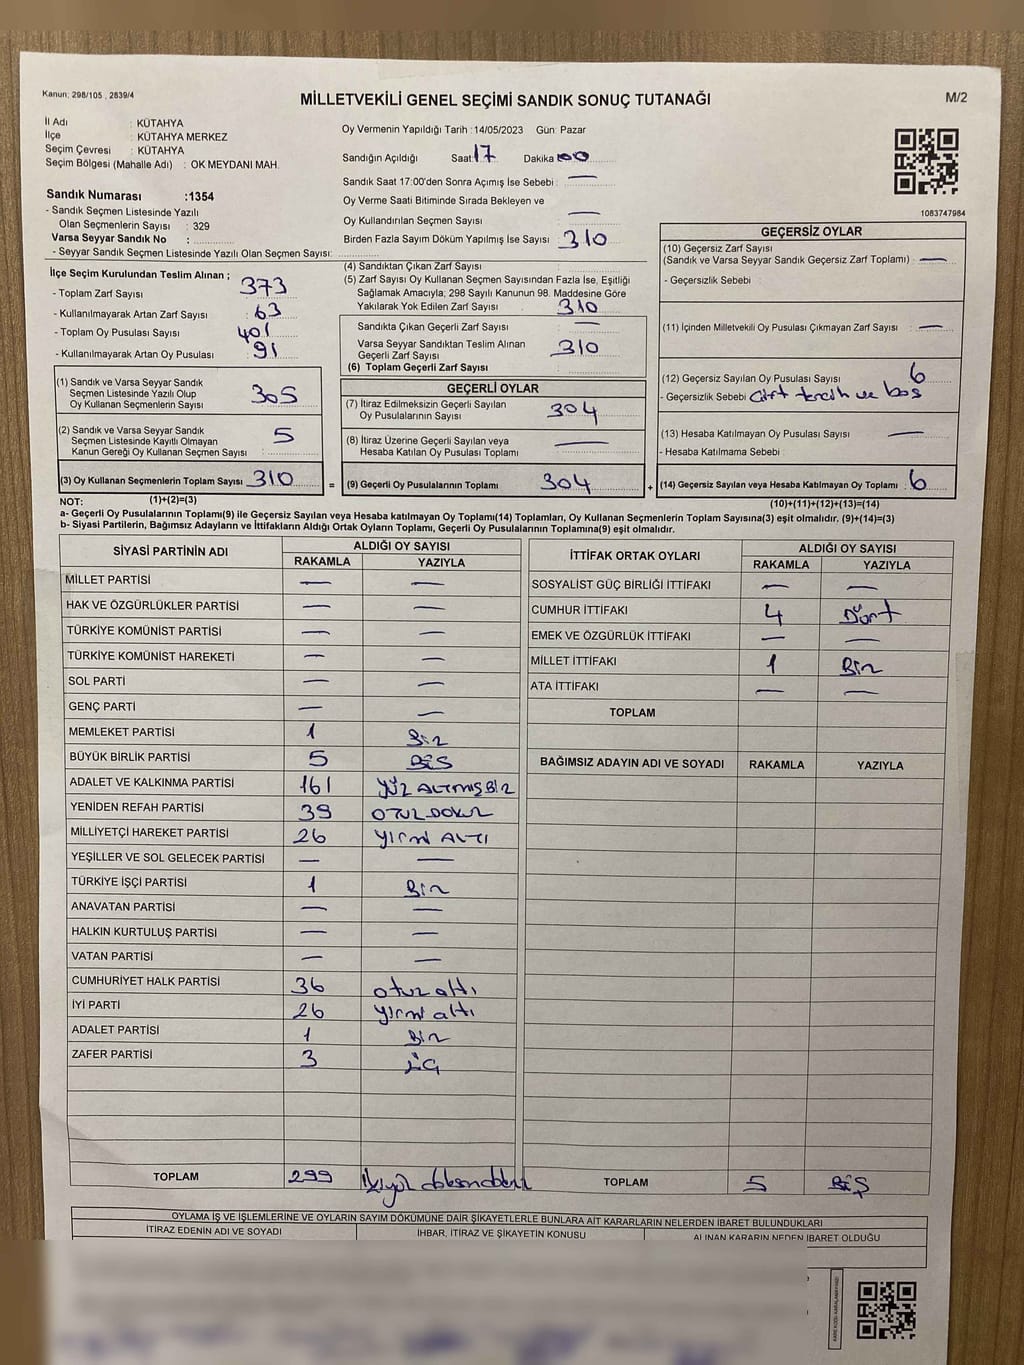 Kanun: 298/105 , 2839/4
MİLLETVEKİLİ GENEL SEÇİMİ SANDIK SONUÇ TUTANAĞI
M/2
İl Adı : KÜTAHYA
İlçe : KÜTAHYA MERKEZ
Seçim Çevresi : KÜTAHYA
Seçim Bölgesi (Mahalle Adı) : OK MEYDANI MAH.
Sandık Numarası :1354
- Sandık Seçmen Listesinde Yazılı
Olan Seçmenlerin Sayısı : 329
Varsa Seyyar Sandık No :
- Seyyar Sandık Seçmen Listesinde Yazılı Olan Seçmen Sayısı:
Oy Vermenin Yapıldığı Tarih :14/05/2023 Gün: Pazar
Sandığın Açıldığı Saat: 17 Dakika 00
Sandık Saat 17:00'den Sonra Açımış İse Sebebi : —
Oy Verme Saati Bitiminde Sırada Bekleyen ve
Oy Kullandırılan Seçmen Sayısı —
Birden Fazla Sayım Döküm Yapılmış İse Sayısı 310
1083747984
İlçe Seçim Kurulundan Teslim Alınan ;
- Toplam Zarf Sayısı 373
- Kullanılmayarak Artan Zarf Sayısı : 63
- Toplam Oy Pusulası Sayısı 401
- Kullanılmayarak Artan Oy Pusulası : 91
(4) Sandıktan Çıkan Zarf Sayısı
(5) Zarf Sayısı Oy Kullanan Seçmen Sayısından Fazla İse, Eşitliği
Sağlamak Amacıyla; 298 Sayılı Kanunun 98. Maddesine Göre
Yakılarak Yok Edilen Zarf Sayısı : 310
Sandıkta Çıkan Geçerli Zarf Sayısı : —
Varsa Seyyar Sandıktan Teslim Alınan
Geçerli Zarf Sayısı 310
(6) Toplam Geçerli Zarf Sayısı
GEÇERSİZ OYLAR
(10) Geçersiz Zarf Sayısı
(Sandık ve Varsa Seyyar Sandık Geçersiz Zarf Toplamı) : —
- Geçersizlik Sebebi
(11) İçinden Milletvekili Oy Pusulası Çıkmayan Zarf Sayısı : —
(12) Geçersiz Sayılan Oy Pusulası Sayısı : 6
- Geçersizlik Sebebi Çift tercih ve boş
(13) Hesaba Katılmayan Oy Pusulası Sayısı : —
- Hesaba Katılmama Sebebi
(14) Geçersiz Sayılan veya Hesaba Katılmayan Oy Toplamı : 6
(10)+(11)+(12)+(13)=(14)
(1) Sandık ve Varsa Seyyar Sandık
Seçmen Listesinde Yazılı Olup
Oy Kullanan Seçmenlerin Sayısı : 305
(2) Sandık ve Varsa Seyyar Sandık
Seçmen Listesinde Kayıtlı Olmayan
Kanun Gereği Oy Kullanan Seçmen Sayısı : 5
(3) Oy Kullanan Seçmenlerin Toplam Sayısı : 310 =
(1)+(2)=(3)
GEÇERLİ OYLAR
(7) İtiraz Edilmeksizin Geçerli Sayılan
Oy Pusulalarının Sayısı : 304
(8) İtiraz Üzerine Geçerli Sayılan veya
Hesaba Katılan Oy Pusulası Toplamı : —
(9) Geçerli Oy Pusulalarının Toplamı : 304 +
NOT:
a- Geçerli Oy Pusulalarının Toplamı(9) ile Geçersiz Sayılan veya Hesaba katılmayan Oy Toplamı(14) Toplamları, Oy Kullanan Seçmenlerin Toplam Sayısına(3) eşit olmalıdır. (9)+(14)=(3)
b- Siyasi Partilerin, Bağımsız Adayların ve İttifakların Aldığı Ortak Oyların Toplamı, Geçerli Oy Pusulalarının Toplamına(9) eşit olmalıdır.
SİYASİ PARTİNİN ADI ALDIĞI OY SAYISI
RAKAMLA YAZIYLA
MİLLET PARTİSİ — —
HAK VE ÖZGÜRLÜKLER PARTİSİ — —
TÜRKİYE KOMÜNİST PARTİSİ — —
TÜRKİYE KOMÜNİST HAREKETİ — —
SOL PARTİ — —
GENÇ PARTİ — —
MEMLEKET PARTİSİ 1 Bir
BÜYÜK BİRLİK PARTİSİ 5 BEŞ
ADALET VE KALKINMA PARTİSİ 161 YÜZ ALTMIŞ BİR
YENİDEN REFAH PARTİSİ 39 OTUZ DOKUZ
MİLLİYETÇİ HAREKET PARTİSİ 26 YİRMİ ALTI
YEŞİLLER VE SOL GELECEK PARTİSİ — —
TÜRKİYE İŞÇİ PARTİSİ 1 Bir
ANAVATAN PARTİSİ — —
HALKIN KURTULUŞ PARTİSİ — —
VATAN PARTİSİ — —
CUMHURİYET HALK PARTİSİ 36 otuz altı
İYİ PARTİ 26 yirmi altı
ADALET PARTİSİ 1 Bir
ZAFER PARTİSİ 3 üç
TOPLAM 299 ikiyüz doksandokuz
İTTİFAK ORTAK OYLARI ALDIĞI OY SAYISI
RAKAMLA YAZIYLA
SOSYALİST GÜÇ BİRLİĞİ İTTİFAKI — —
CUMHUR İTTİFAKI 4 Dört
EMEK VE ÖZGÜRLÜK İTTİFAKI — —
MİLLET İTTİFAKI 1 Bir
ATA İTTİFAKI — —
TOPLAM
BAĞIMSIZ ADAYIN ADI VE SOYADI RAKAMLA YAZIYLA
TOPLAM 5 BEŞ
OYLAMA İŞ VE İŞLEMLERİNE VE OYLARIN SAYIM DÖKÜMÜNE DAİR ŞİKAYETLERLE BUNLARA AİT KARARLARIN NELERDEN İBARET BULUNDUKLARI
İTİRAZ EDENİN ADI VE SOYADI İHBAR, İTİRAZ VE ŞİKAYETİN KONUSU ALINAN KARARIN NEDEN İBARET OLDUĞU